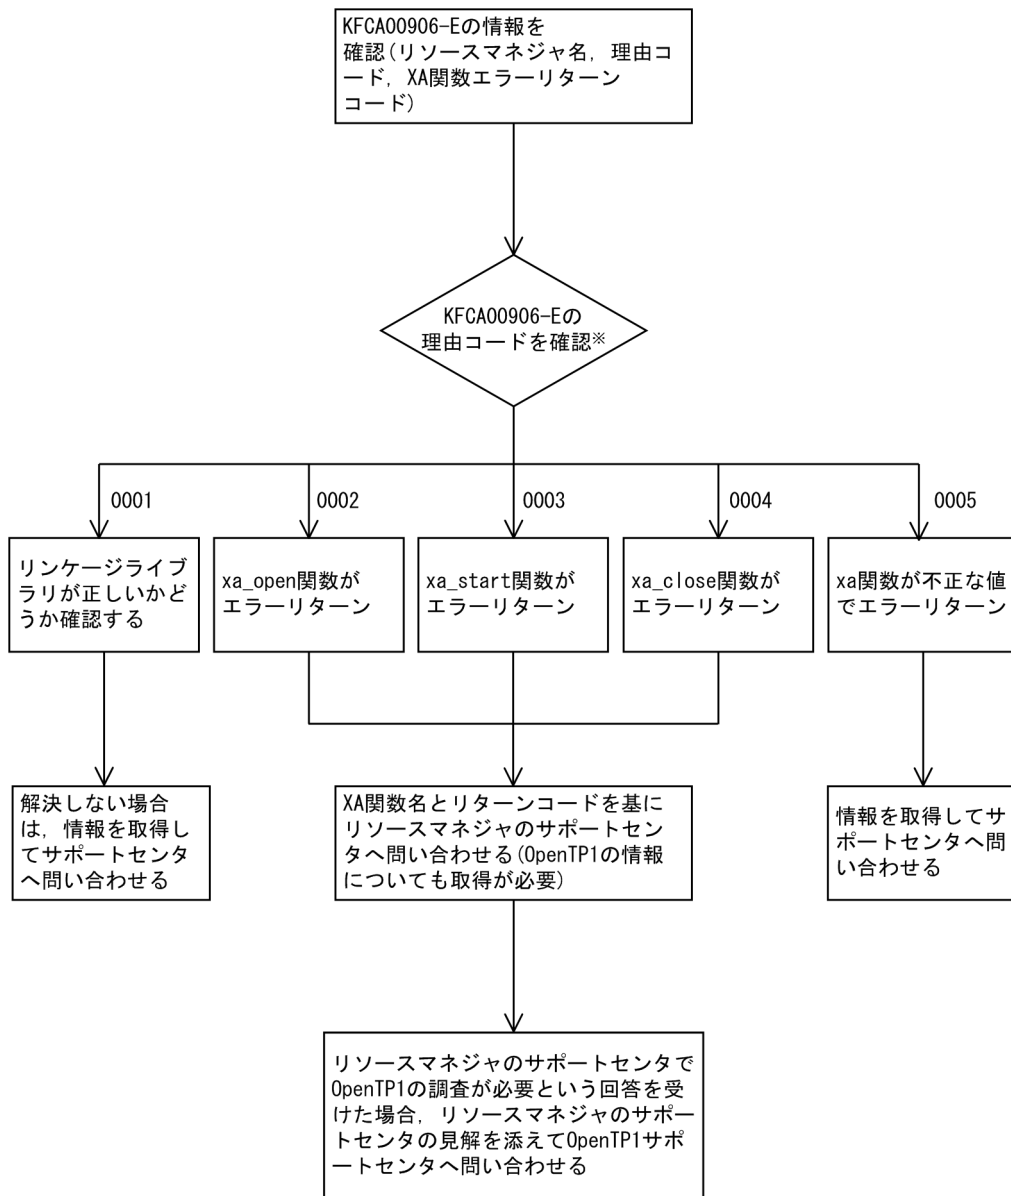 KFCA00906-Eの情報を
確認(リソースマネジャ名，理由コ
ード，XA関数エラーリターン
コード)
KFCA00906-Eの
理由コードを確認※
0001
0002
0003
0004
0005
リンケージライブ
ラリが正しいかど
うか確認する
xa_open関数が
エラーリターン
xa_start関数が
エラーリターン
xa_close関数が
エラーリターン
xa関数が不正な値
でエラーリターン
解決しない場合
は，情報を取得し
てサポートセンタ
へ問い合わせる
XA関数名とリターンコードを基に
リソースマネジャのサポートセン
タへ問い合わせる(OpenTP1の情報
についても取得が必要)
情報を取得してサ
ポートセンタへ問
い合わせる
リソースマネジャのサポートセンタで
OpenTP1の調査が必要という回答を受
けた場合，リソースマネジャのサポー
トセンタの見解を添えてOpenTP1サポ
ートセンタへ問い合わせる